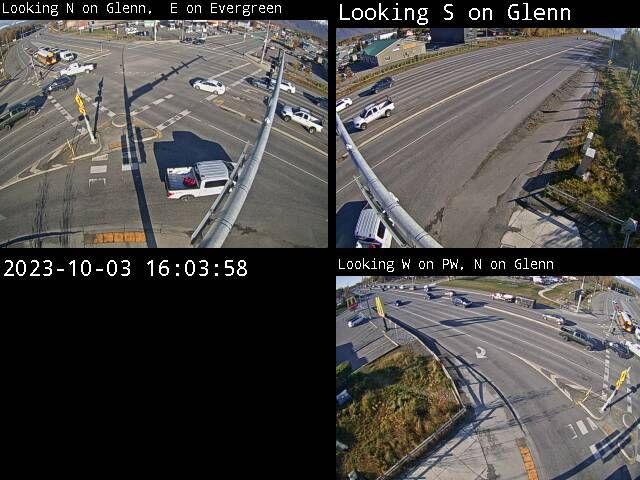 Looking N on Glenn,  E on Evergreen
Looking S on Glenn
2023-10-03 16:03:58
Looking W on PW, N on Glenn